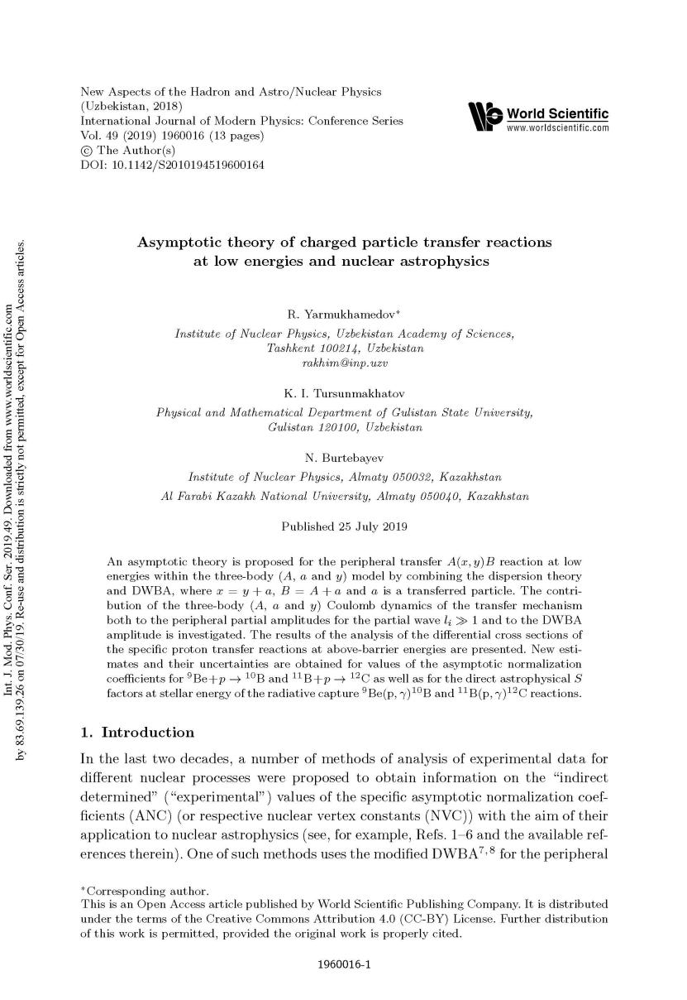 New Aspects of the Hadron and Astro/Nuclear Physics
(Uzbekistan, 2018)
International Journal of Modern Physics: Conference Series
Vol. 49 (2019) 1960016 (13 pages)
© The Author(s)
DOI: 10.1142/S2010194519600164
World Scientific
www.worldscientific.com
Asymptotic theory of charged particle transfer reactions
at low energies and nuclear astrophysics
R. Yarmukhamedov*
Institute of Nuclear Physics, Uzbekistan Academy of Sciences,
Tashkent 100214, Uzbekistan
rakhim@inp.uzv
K. I. Tursunmakhatov
Physical and Mathematical Department of Gulistan State University,
Gulistan 120100, Uzbekistan
N. Burtebayev
Institute of Nuclear Physics, Almaty 050032, Kazakhstan
Al Farabi Kazakh National University, Almaty 050040, Kazakhstan
Published 25 July 2019
An asymptotic theory is proposed for the peripheral transfer A(x, y)B reaction at low
energies within the three-body (A, a and y) model by combining the dispersion theory
and DWBA, where x = y + a, B = A + a and a is a transferred particle. The contri-
bution of the three-body (A, a and y) Coulomb dynamics of the transfer mechanism
both to the peripheral partial amplitudes for the partial wave lᵢ ≫ 1 and to the DWBA
amplitude is investigated. The results of the analysis of the differential cross sections of
the specific proton transfer reactions at above-barrier energies are presented. New esti-
mates and their uncertainties are obtained for values of the asymptotic normalization
coefficients for ⁹Be+p → ¹⁰B and ¹¹B+p → ¹²C as well as for the direct astrophysical S
factors at stellar energy of the radiative capture ⁹Be(p, γ)¹⁰B and ¹¹B(p, γ)¹²C reactions.
1. Introduction
In the last two decades, a number of methods of analysis of experimental data for
different nuclear processes were proposed to obtain information on the “indirect
determined” (“experimental”) values of the specific asymptotic normalization coef-
ficients (ANC) (or respective nuclear vertex constants (NVC)) with the aim of their
application to nuclear astrophysics (see, for example, Refs. 1–6 and the available ref-
erences therein). One of such methods uses the modified DWBA⁷,⁸ for the peripheral
*Corresponding author.
This is an Open Access article published by World Scientific Publishing Company. It is distributed
under the terms of the Creative Commons Attribution 4.0 (CC-BY) License. Further distribution
of this work is permitted, provided the original work is properly cited.
1960016-1
Int. J. Mod. Phys. Conf. Ser. 2019.49. Downloaded from www.worldscientific.com
by 83.69.139.26 on 07/30/19. Re-use and distribution is strictly not permitted, except for Open Access articles.